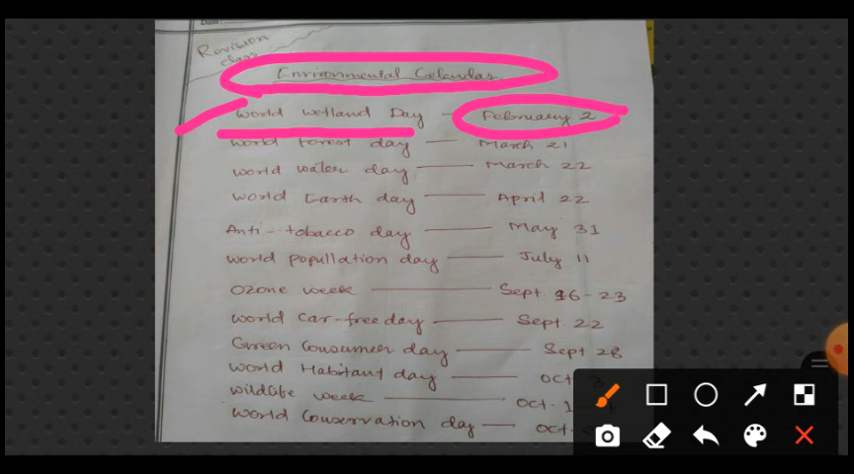 Revision
class
Environmental Calendar
World wetland Day — February 2
World forest day — March 21
World water day — March 22
World Earth day — April 22
Anti-tobacco day — May 31
World popullation day — July 11
Ozone week — Sept 16-23
World Car-free day — Sept 22
Green Consumer day — Sept 28
World Habitant day — Oct
Wildlife week — Oct. 1
World Conservation day — Oct